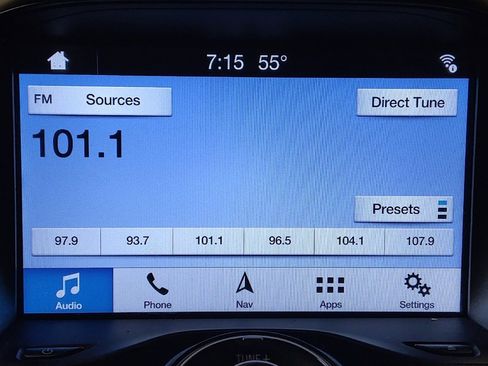 7:15 55°
FM Sources Direct Tune
101.1
Presets
97.9 93.7 101.1 96.5 104.1 107.9
Audio Phone Nav Apps Settings
TUNE +